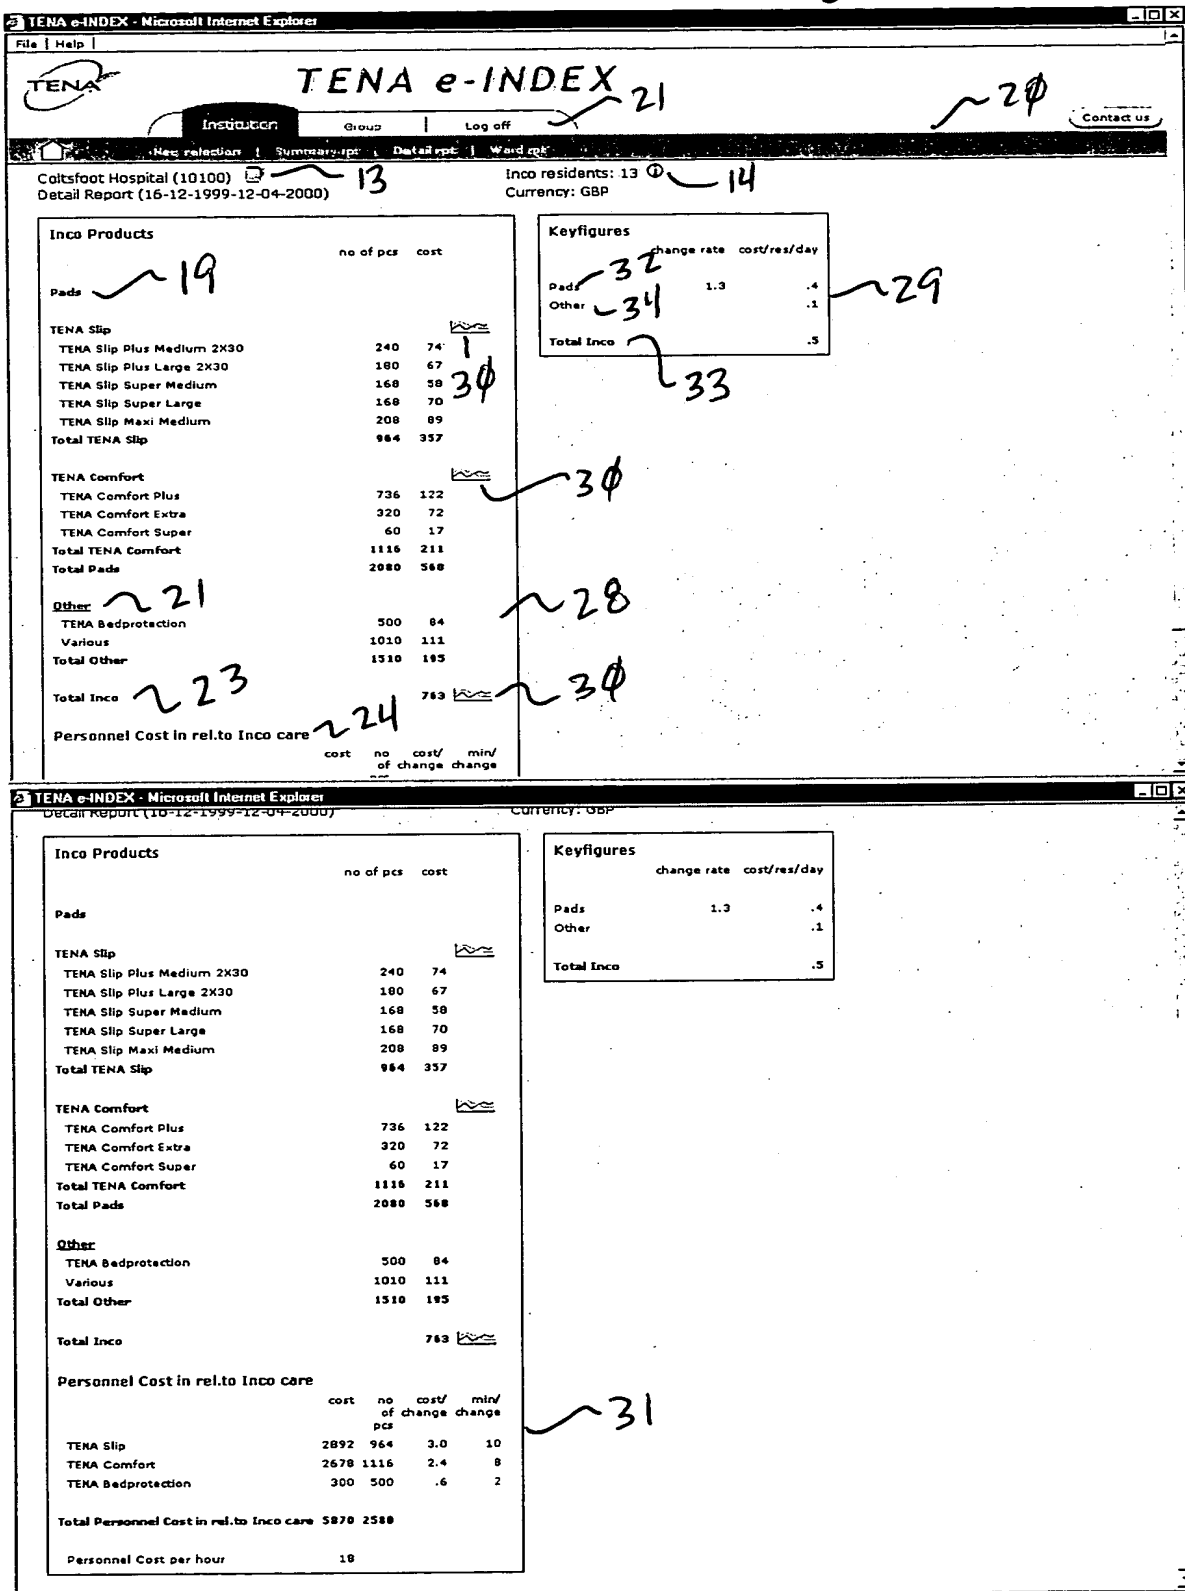 TENA e-INDEX - Microsoft Internet Explorer
File | Help |
TENA
TENA e-INDEX
21
20
Institution Group | Log off
Contact us
New selection | Summary rpt | Detail rpt | Ward rpt
Coltsfoot Hospital (10100) 13
Inco residents: 13 14
Detail Report (16-12-1999-12-04-2000)
Currency: GBP
Inco Products
no of pcs cost
Pads 19
TENA Slip
TENA Slip Plus Medium 2X30 240 74
TENA Slip Plus Large 2X30 180 67
TENA Slip Super Medium 168 58 30
TENA Slip Super Large 168 70
TENA Slip Maxi Medium 208 89
Total TENA Slip 964 357
TENA Comfort 30
TENA Comfort Plus 736 122
TENA Comfort Extra 320 72
TENA Comfort Super 60 17
Total TENA Comfort 1116 211
Total Pads 2080 568
Other 21
28
TENA Bedprotection 500 84
Various 1010 111
Total Other 1510 195
Total Inco 23 763 30
Personnel Cost in rel.to Inco care 24
cost no cost/ min/
of change change
Keyfigures
change rate cost/res/day
Pads 32 1.3 .4 29
Other 34 .1
Total Inco 33 .5
TENA e-INDEX - Microsoft Internet Explorer
Detail Report (16-12-1999-12-04-2000)
Currency: GBP
Inco Products
no of pcs cost
Pads
TENA Slip
TENA Slip Plus Medium 2X30 240 74
TENA Slip Plus Large 2X30 180 67
TENA Slip Super Medium 168 58
TENA Slip Super Large 168 70
TENA Slip Maxi Medium 208 89
Total TENA Slip 964 357
TENA Comfort
TENA Comfort Plus 736 122
TENA Comfort Extra 320 72
TENA Comfort Super 60 17
Total TENA Comfort 1116 211
Total Pads 2080 568
Other
TENA Bedprotection 500 84
Various 1010 111
Total Other 1510 195
Total Inco 763
Personnel Cost in rel.to Inco care
cost no cost/ min/
of change change
pcs
31
TENA Slip 2892 964 3.0 10
TENA Comfort 2678 1116 2.4 8
TENA Bedprotection 300 500 .6 2
Total Personnel Cost in rel.to Inco care 5870 2580
Personnel Cost per hour 18
Keyfigures
change rate cost/res/day
Pads 1.3 .4
Other .1
Total Inco .5